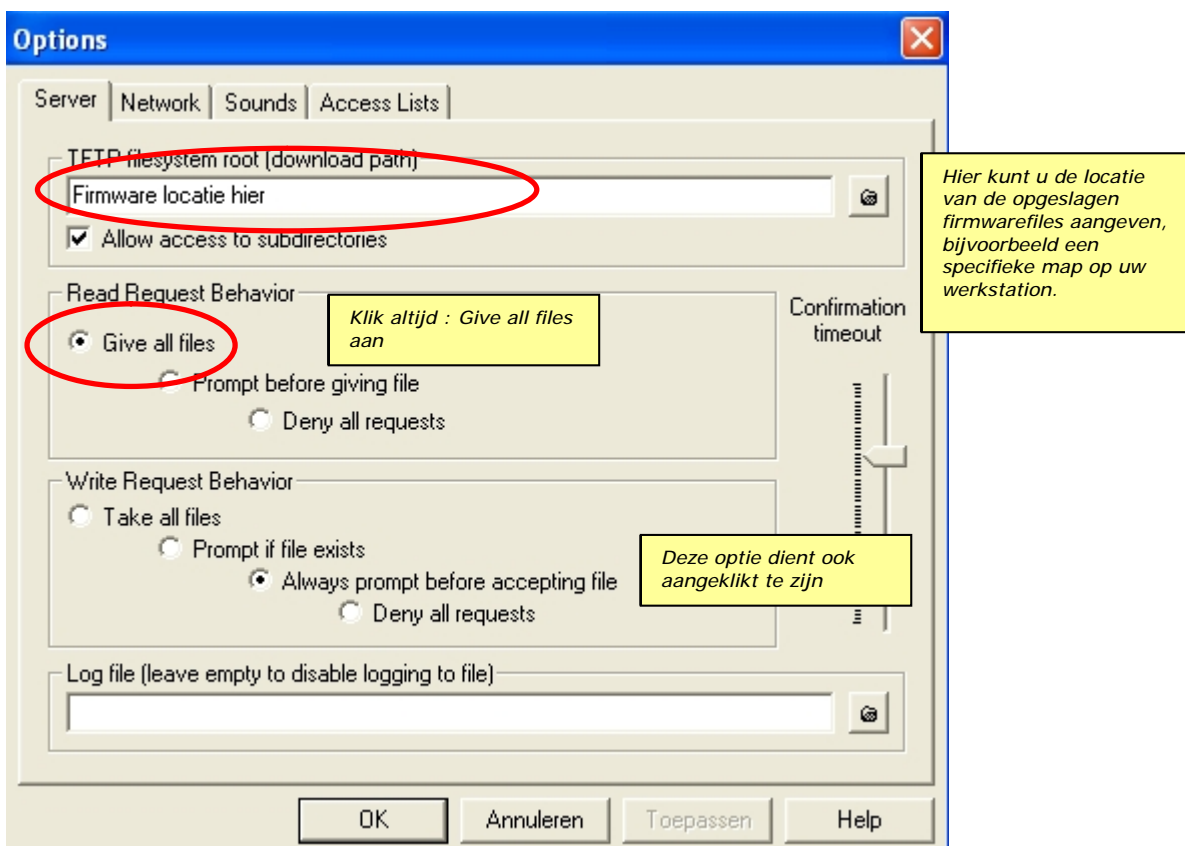 Options
Server Network Sounds Access Lists
TFTP filesystem root (download path)
Firmware locatie hier
Allow access to subdirectories
Hier kunt u de locatie
van de opgeslagen
firmwarefiles aangeven,
bijvoorbeeld een
specifieke map op uw
werkstation.
Read Request Behavior
Give all files
Klik altijd : Give all files
aan
Prompt before giving file
Deny all requests
Confirmation
timeout
Write Request Behavior
Take all files
Prompt if file exists
Always prompt before accepting file
Deny all requests
Deze optie dient ook
aangeklikt te zijn
Log file (leave empty to disable logging to file)
OK Annuleren Toepassen Help